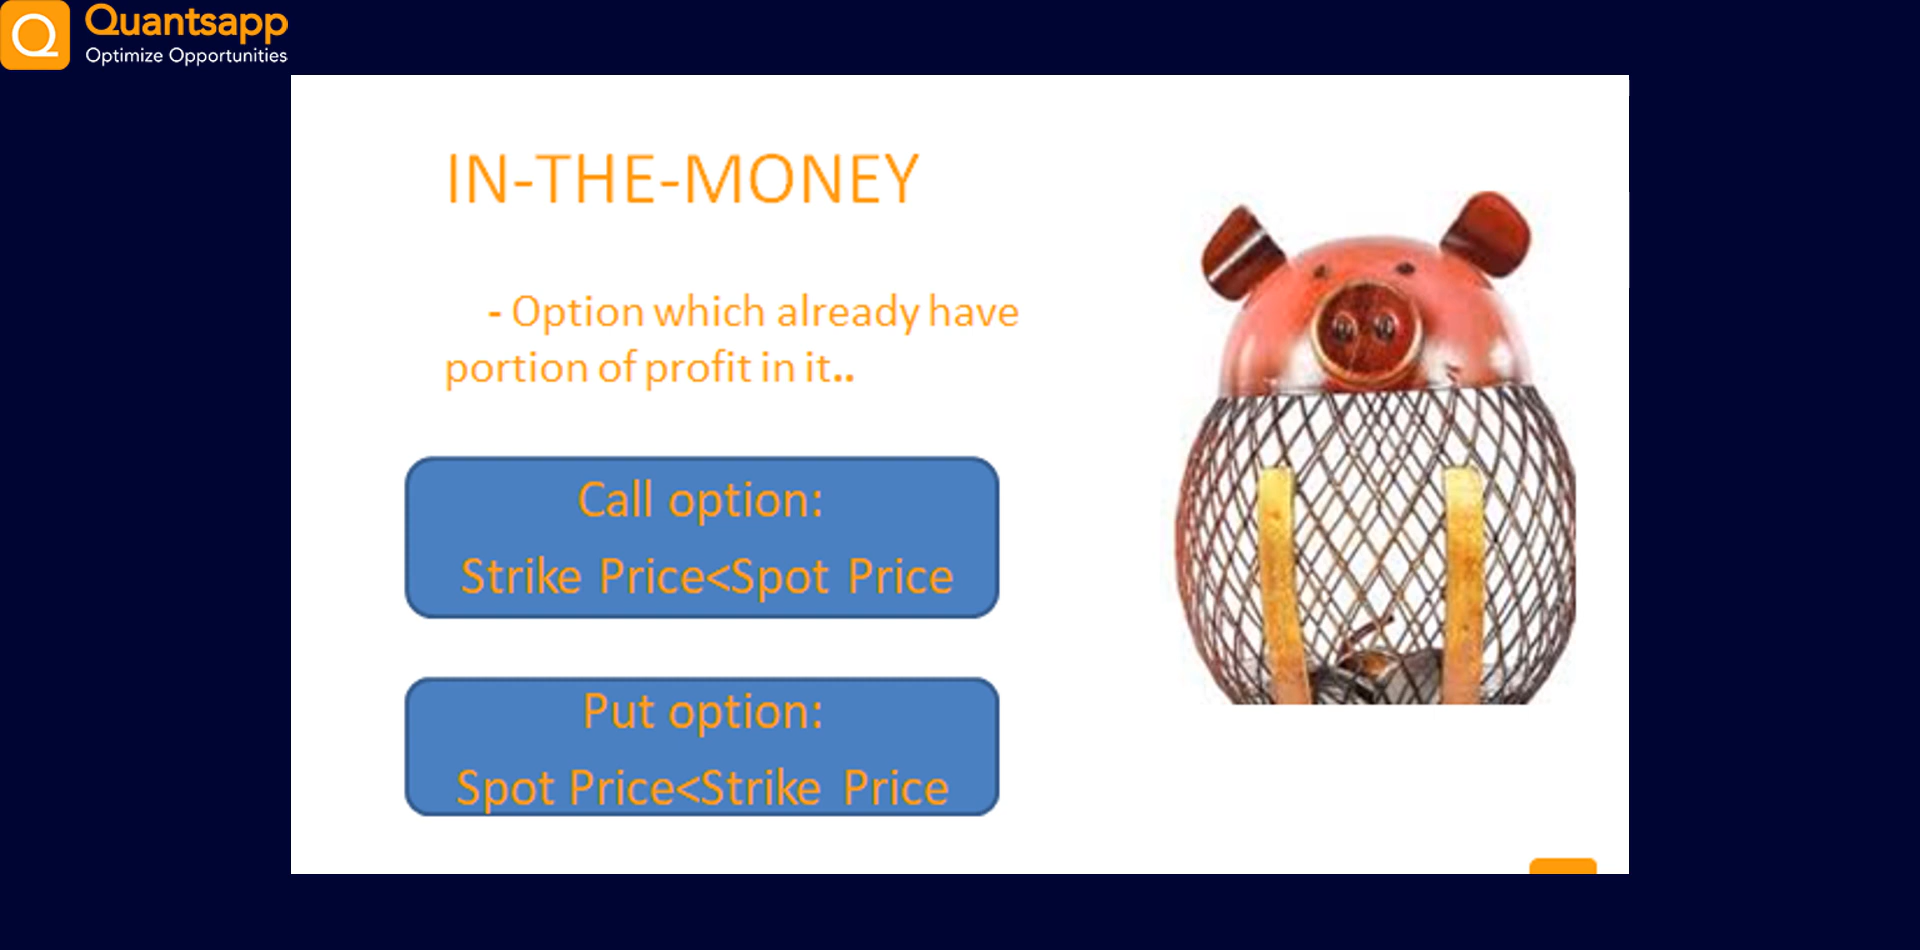 Quantsapp
Optimize Opportunities
IN-THE-MONEY
- Option which already have
portion of profit in it..
Call option:
Strike Price<Spot Price
Put option:
Spot Price<Strike Price